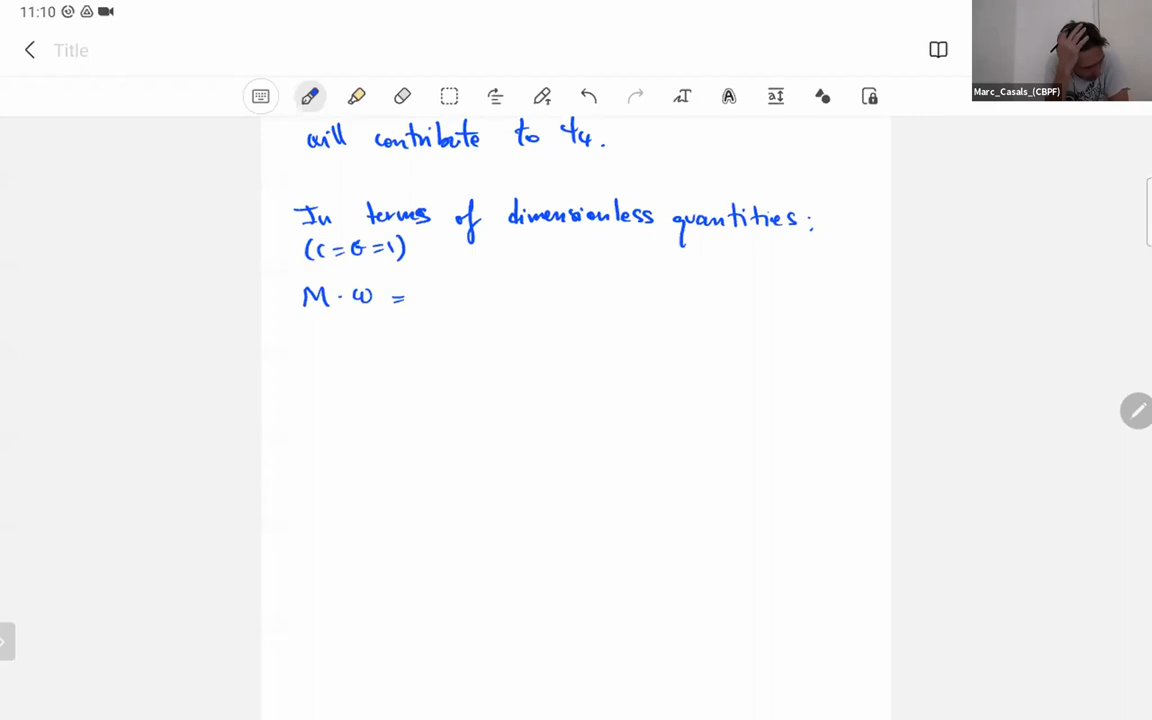 11:10
Title
Marc_Casals_(CBPF)
will contribute to ψ4.
In terms of dimensionless quantities:
(c=G=1)
M·ω =